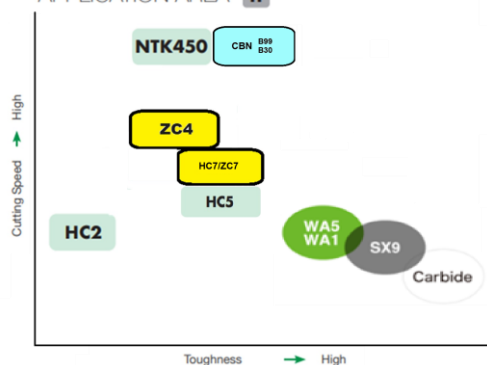 NTK450
CBN B99
B30
ZC4
HC7/ZC7
HC5
HC2
WA5
WA1
SX9
Carbide
Cutting Speed → High
Toughness → High